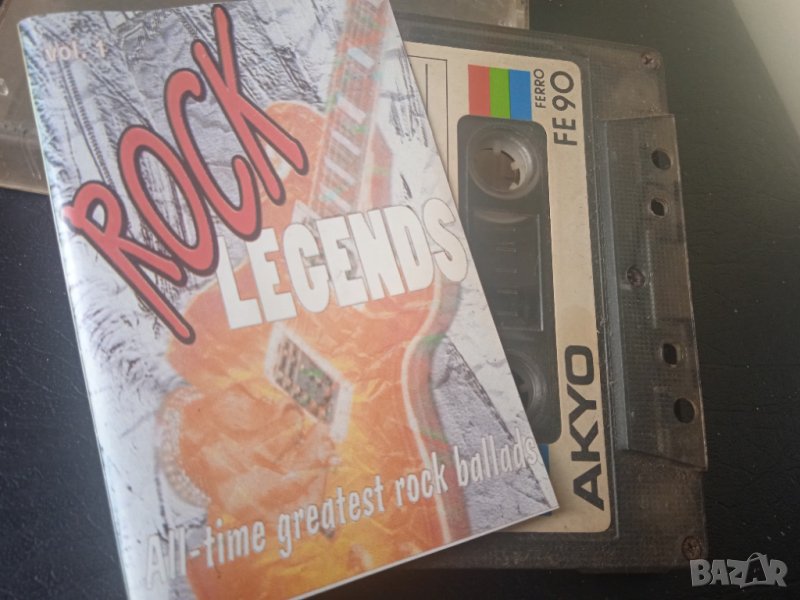 Vol. 1
ROCK
LEGENDS
All-time greatest rock ballads
FERRO
FE 90
AKYO
BAZAR